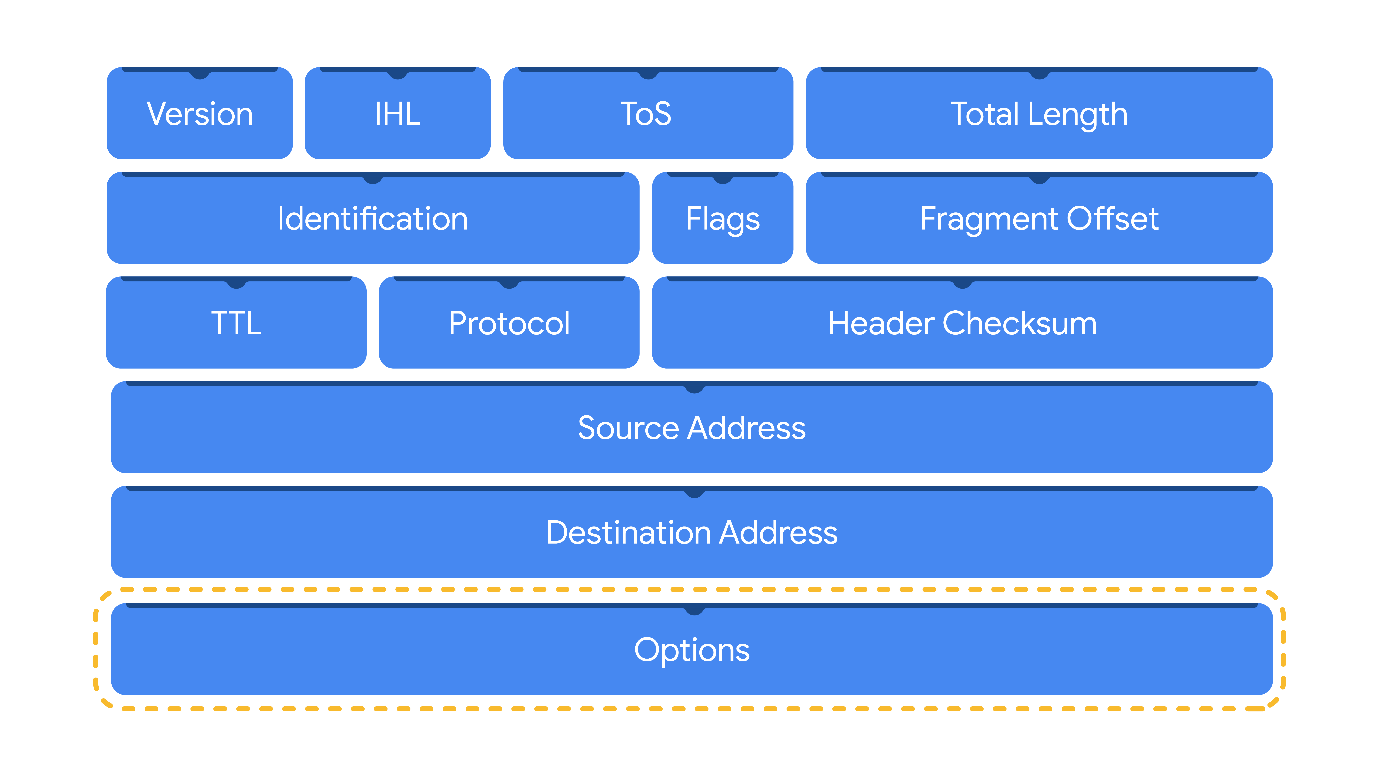 Version IHL ToS Total Length
Identification Flags Fragment Offset
TTL Protocol Header Checksum
Source Address
Destination Address
Options